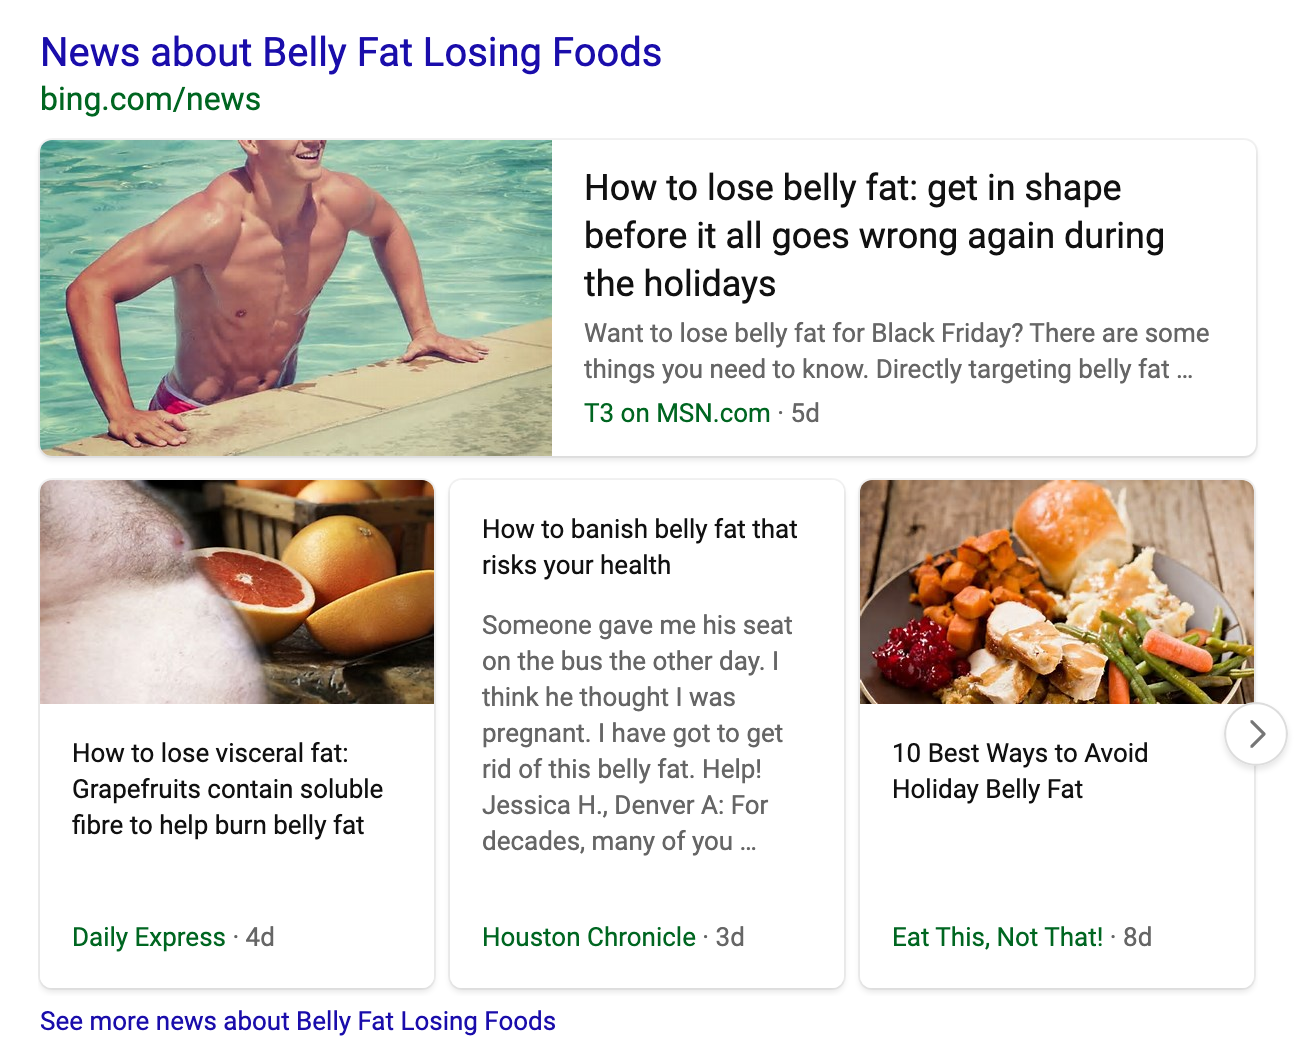 News about Belly Fat Losing Foods
bing.com/news
How to lose belly fat: get in shape
before it all goes wrong again during
the holidays
Want to lose belly fat for Black Friday? There are some
things you need to know. Directly targeting belly fat ...
T3 on MSN.com · 5d
How to lose visceral fat:
Grapefruits contain soluble
fibre to help burn belly fat
Daily Express · 4d
How to banish belly fat that
risks your health
Someone gave me his seat
on the bus the other day. I
think he thought I was
pregnant. I have got to get
rid of this belly fat. Help!
Jessica H., Denver A: For
decades, many of you ...
Houston Chronicle · 3d
10 Best Ways to Avoid
Holiday Belly Fat
Eat This, Not That! · 8d
See more news about Belly Fat Losing Foods